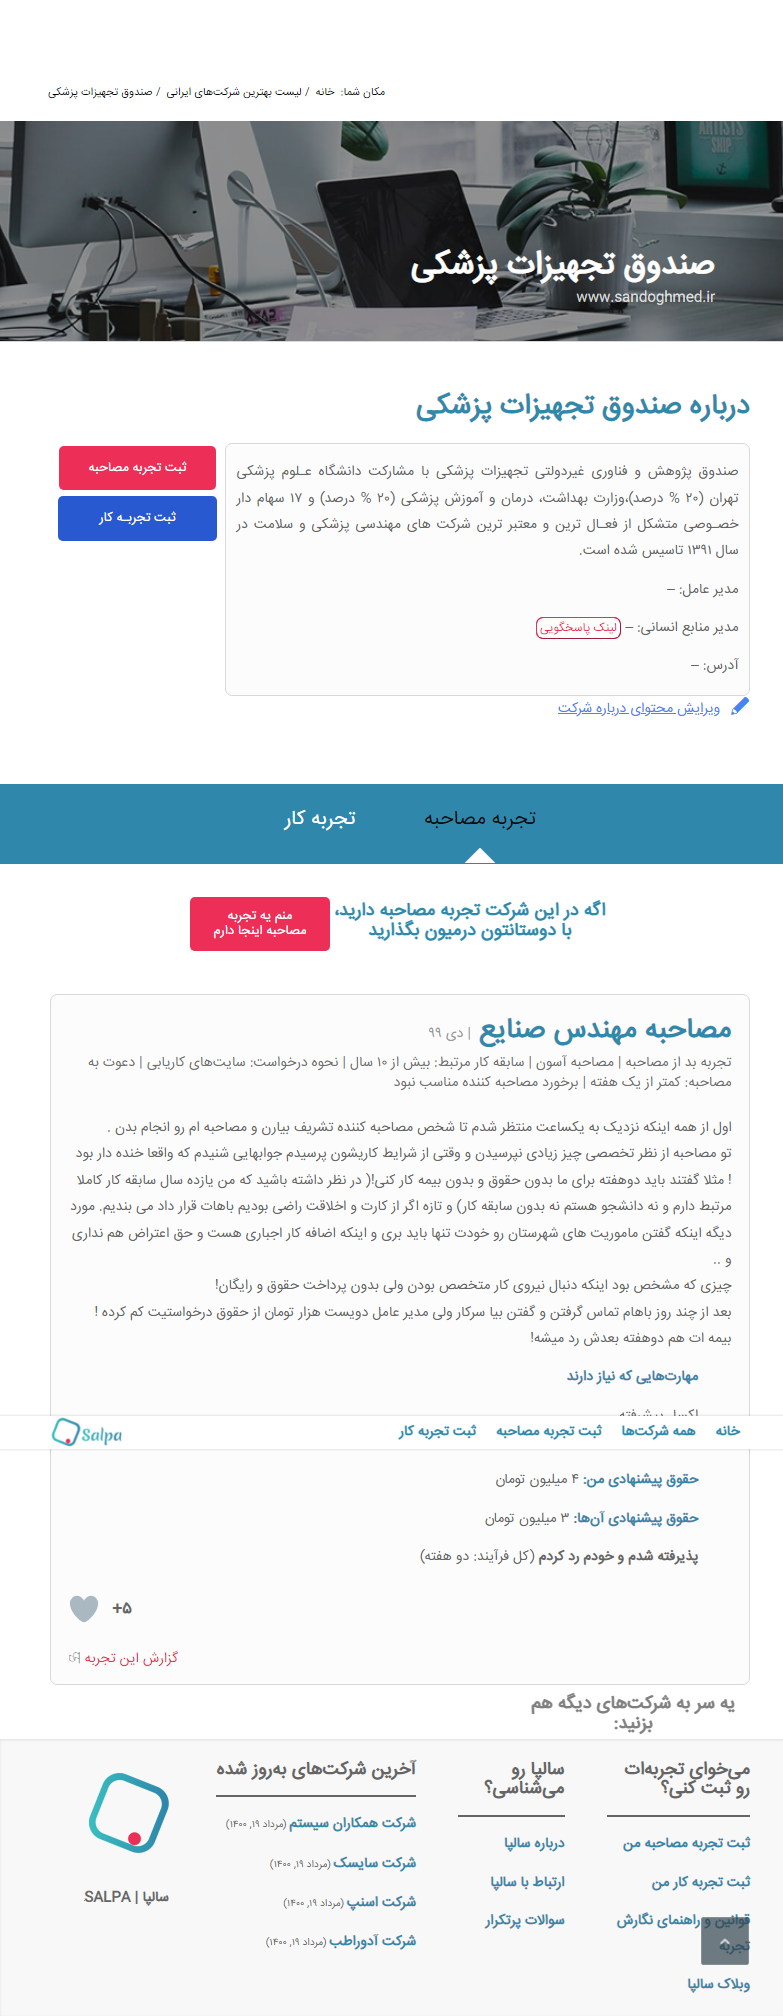 مکان شما: خانه / لیست بهترین شرکت‌های ایرانی / صندوق تجهیزات پزشکی
ARTISTS
SHIP
صندوق تجهیزات پزشکی
www.sandoghmed.ir
درباره صندوق تجهیزات پزشکی
ثبت تجربه مصاحبه
ثبت تجربه کار
صندوق پژوهش و فناوری غیردولتی تجهیزات پزشکی با مشارکت دانشگاه علوم پزشکی
تهران (۲۰ % درصد)،وزارت بهداشت، درمان و آموزش پزشکی (۲۰ % درصد) و ۱۷ سهام دار
خصوصی متشکل از فعال ترین و معتبر ترین شرکت های مهندسی پزشکی و سلامت در
سال ۱۳۹۱ تاسیس شده است.
مدیر عامل: –
مدیر منابع انسانی: – لینک پاسخگویی
آدرس: –
ویرایش محتوای درباره شرکت
تجربه مصاحبه
تجربه کار
اگه در این شرکت تجربه مصاحبه دارید،
با دوستانتون درمیون بگذارید
منم یه تجربه
مصاحبه اینجا دارم
مصاحبه مهندس صنایع | دی ۹۹
تجربه بد از مصاحبه | مصاحبه آسون | سابقه کار مرتبط: بیش از ۱۰ سال | نحوه درخواست: سایت‌های کاریابی | دعوت به
مصاحبه: کمتر از یک هفته | برخورد مصاحبه کننده مناسب نبود
اول از همه اینکه نزدیک به یکساعت منتظر شدم تا شخص مصاحبه کننده تشریف بیارن و مصاحبه ام رو انجام بدن .
تو مصاحبه از نظر تخصصی چیز زیادی نپرسیدن و وقتی از شرایط کاریشون پرسیدم جوابهایی شنیدم که واقعا خنده دار بود
! مثلا گفتند باید دوهفته برای ما بدون حقوق و بدون بیمه کار کنی!( در نظر داشته باشید که من یازده سال سابقه کار کاملا
مرتبط دارم و نه دانشجو هستم نه بدون سابقه کار) و تازه اگر از کارت و اخلاقت راضی بودیم باهات قرار داد می بندیم. مورد
دیگه اینکه گفتن ماموریت های شهرستان رو خودت تنها باید بری و اینکه اضافه کار اجباری هست و حق اعتراض هم نداری
و ..
چیزی که مشخص بود اینکه دنبال نیروی کار متخصص بودن ولی بدون پرداخت حقوق و رایگان!
بعد از چند روز باهام تماس گرفتن و گفتن بیا سرکار ولی مدیر عامل دویست هزار تومان از حقوق درخواستیت کم کرده !
بیمه ات هم دوهفته بعدش رد میشه!
مهارت‌هایی که نیاز دارند
اکسل پیشرفته
خانه
همه شرکت‌ها
ثبت تجربه مصاحبه
ثبت تجربه کار
Salpa
حقوق پیشنهادی من: ۴ میلیون تومان
حقوق پیشنهادی آن‌ها: ۳ میلیون تومان
پذیرفته شدم و خودم رد کردم (کل فرآیند: دو هفته)
+۵
گزارش این تجربه
یه سر به شرکت‌های دیگه هم
بزنید:
می‌خوای تجربه‌ات
رو ثبت کنی؟
ثبت تجربه مصاحبه من
ثبت تجربه کار من
قوانین و راهنمای نگارش
تجربه
وبلاگ سالپا
سالپا رو
می‌شناسی؟
درباره سالپا
ارتباط با سالپا
سوالات پرتکرار
آخرین شرکت‌های به‌روز شده
شرکت همکاران سیستم (مرداد ۱۹, ۱۴۰۰)
شرکت سایسک (مرداد ۱۹, ۱۴۰۰)
شرکت اسنپ (مرداد ۱۹, ۱۴۰۰)
شرکت آدوراطب (مرداد ۱۹, ۱۴۰۰)
سالپا | SALPA